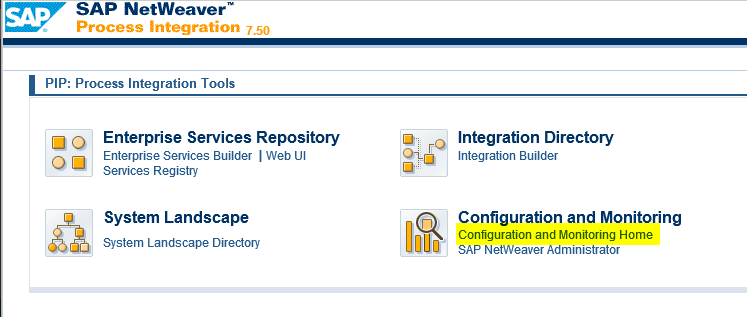 SAP
SAP NetWeaver™
Process Integration 7.50
PIP: Process Integration Tools
Enterprise Services Repository
Enterprise Services Builder | Web UI
Services Registry
Integration Directory
Integration Builder
System Landscape
System Landscape Directory
Configuration and Monitoring
Configuration and Monitoring Home
SAP NetWeaver Administrator